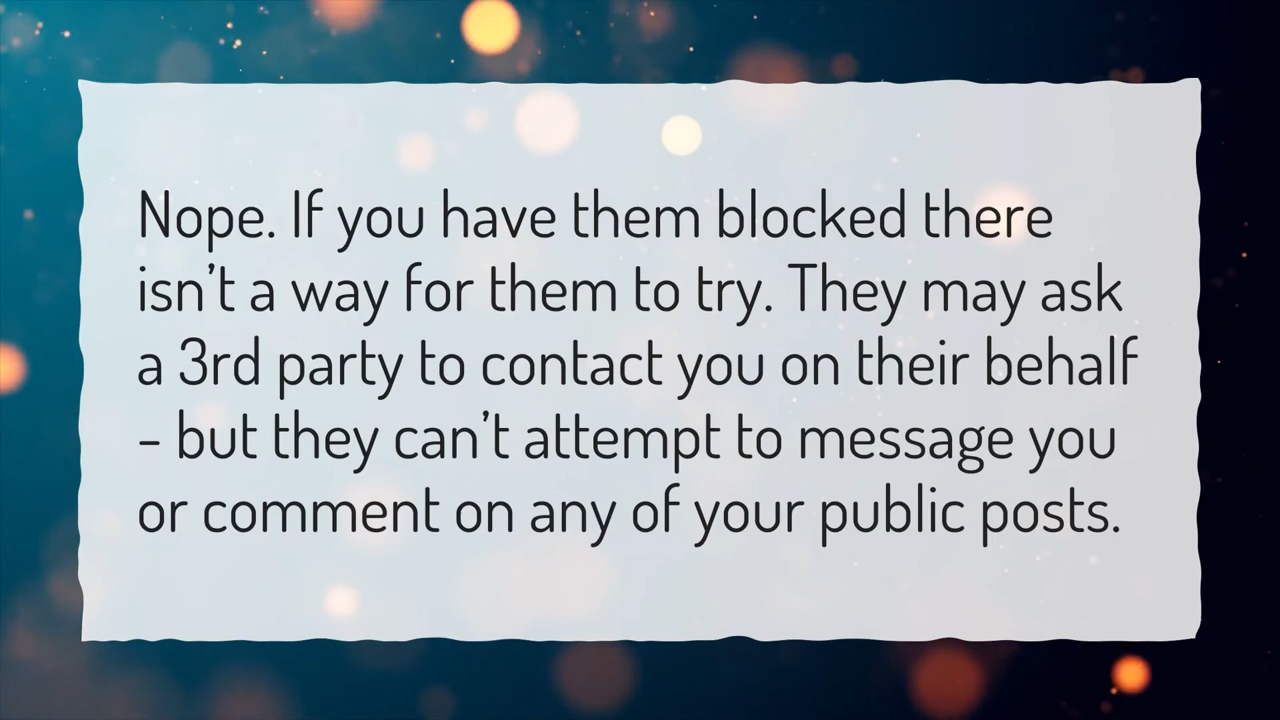 Nope. If you have them blocked there
isn’t a way for them to try. They may ask
a 3rd party to contact you on their behalf
– but they can’t attempt to message you
or comment on any of your public posts.